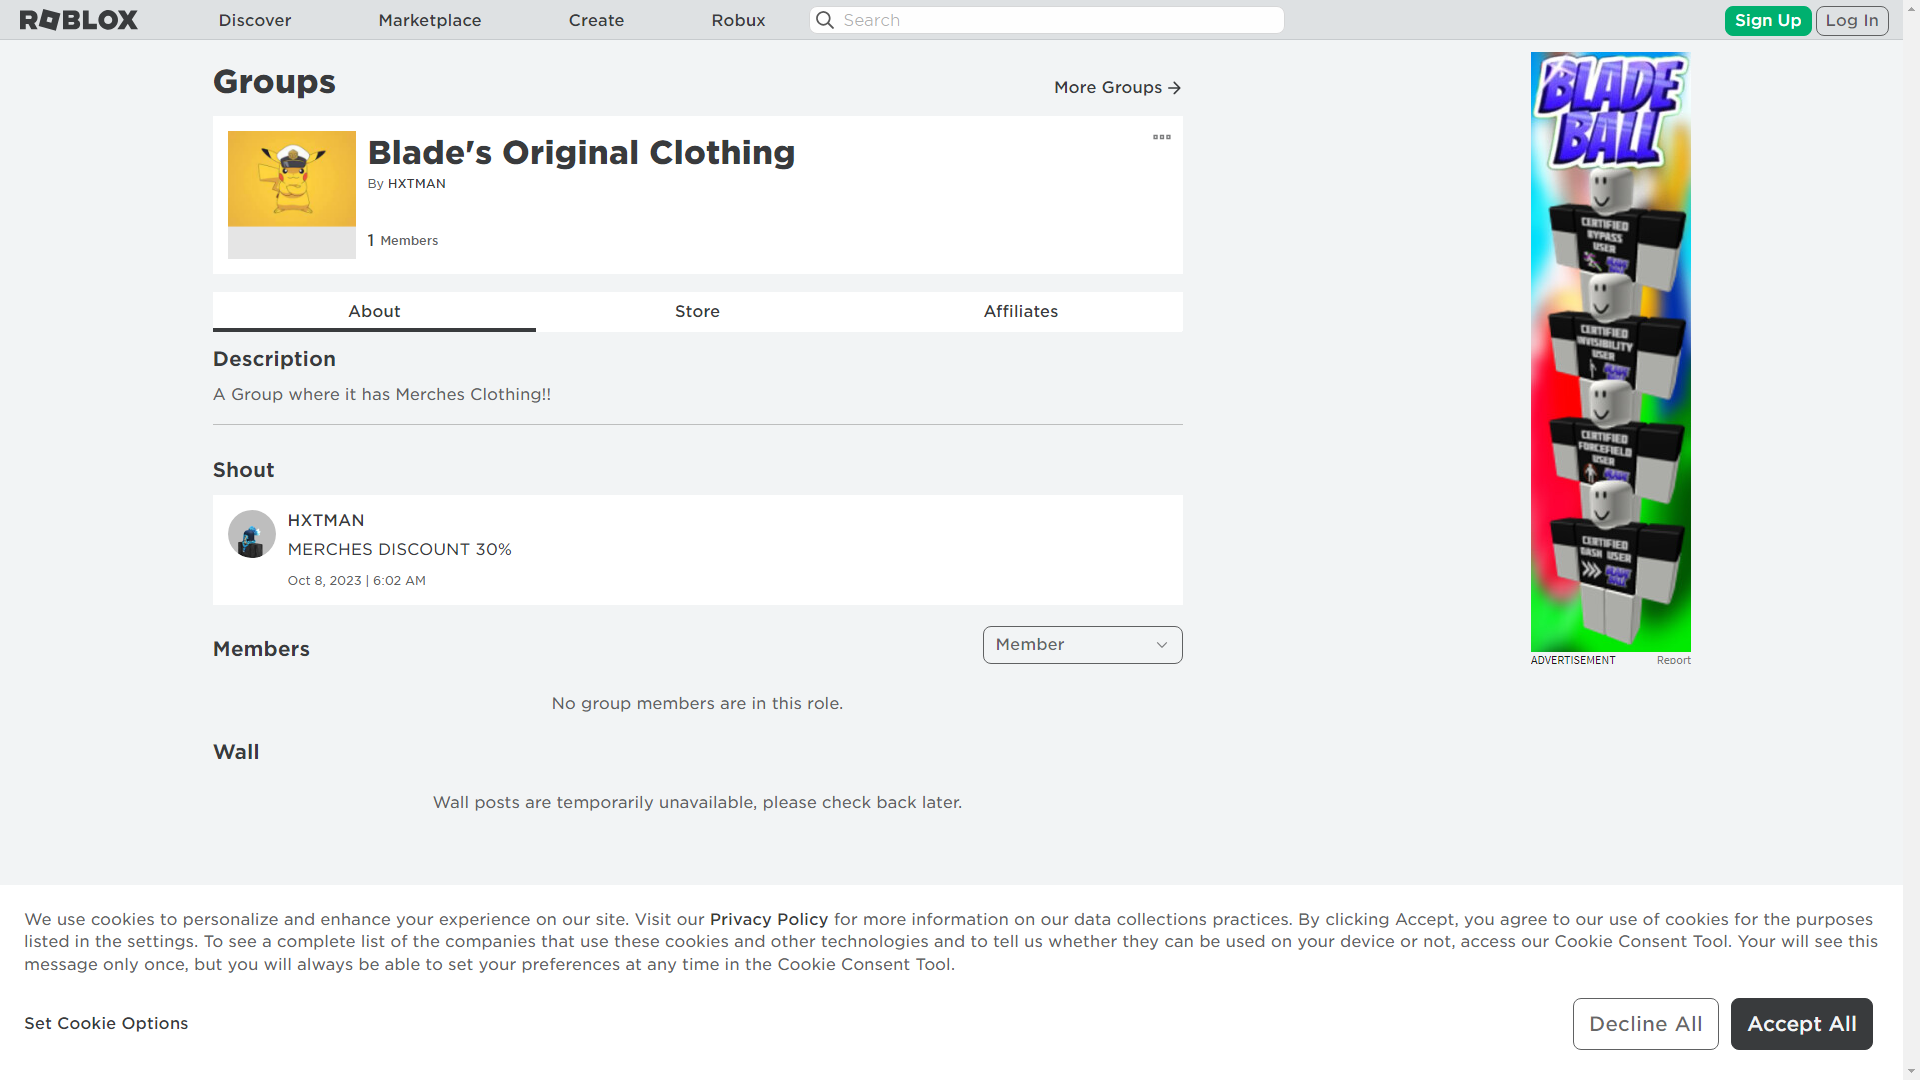 ROBLOX
Discover
Marketplace
Create
Robux
Search
Sign Up
Log In
Groups
More Groups
Blade's Original Clothing
By HXTMAN
1 Members
About
Store
Affiliates
Description
A Group where it has Merches Clothing!!
Shout
HXTMAN
MERCHES DISCOUNT 30%
Oct 8, 2023 | 6:02 AM
Members
Member
No group members are in this role.
Wall
Wall posts are temporarily unavailable, please check back later.
BLADE
BALL
CERTIFIED
BYPASS
USER
BLADE
BALL
CERTIFIED
INVISIBILITY
USER
BLADE
CERTIFIED
FORCEFIELD
USER
BLADE
CERTIFIED
DASH USER
BLADE
BALL
ADVERTISEMENT
Report
We use cookies to personalize and enhance your experience on our site. Visit our Privacy Policy for more information on our data collections practices. By clicking Accept, you agree to our use of cookies for the purposes
listed in the settings. To see a complete list of the companies that use these cookies and other technologies and to tell us whether they can be used on your device or not, access our Cookie Consent Tool. Your will see this
message only once, but you will always be able to set your preferences at any time in the Cookie Consent Tool.
Set Cookie Options
Decline All
Accept All